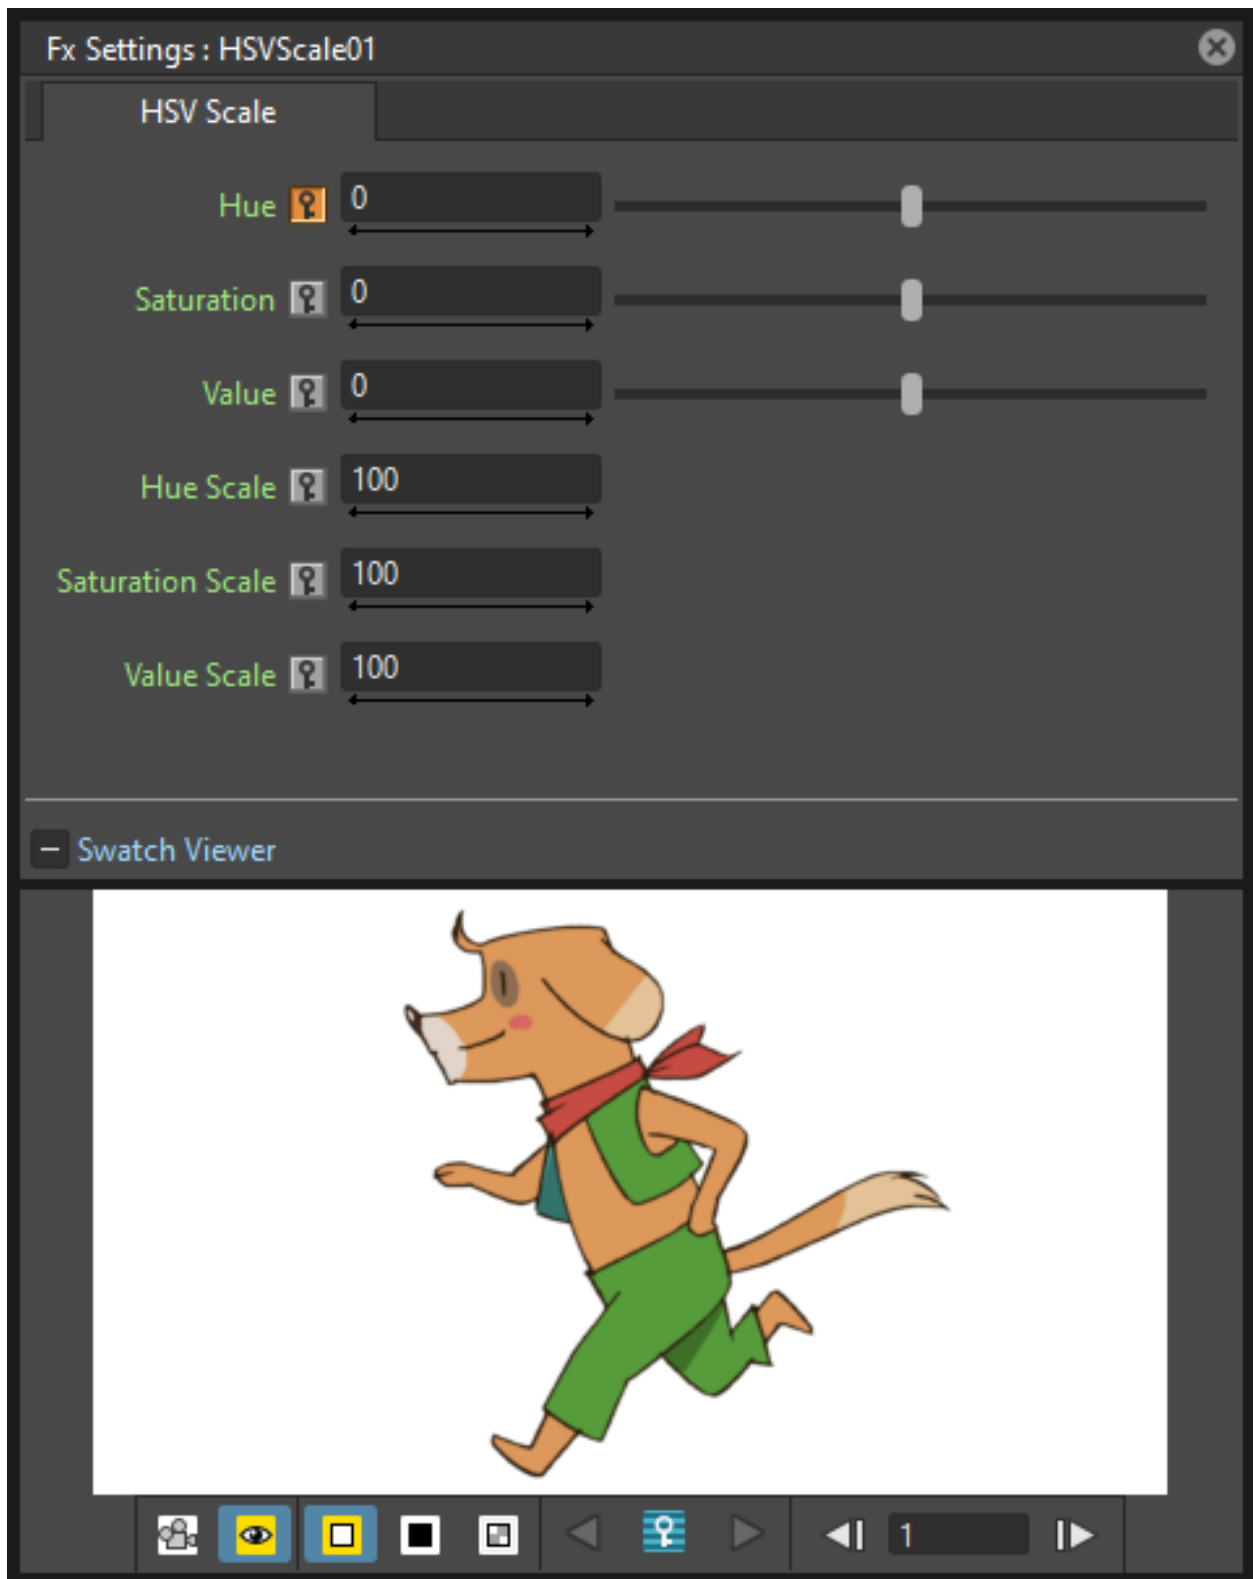 Fx Settings : HSVScale01
HSV Scale
Hue 0
Saturation 0
Value 0
Hue Scale 100
Saturation Scale 100
Value Scale 100
Swatch Viewer
1